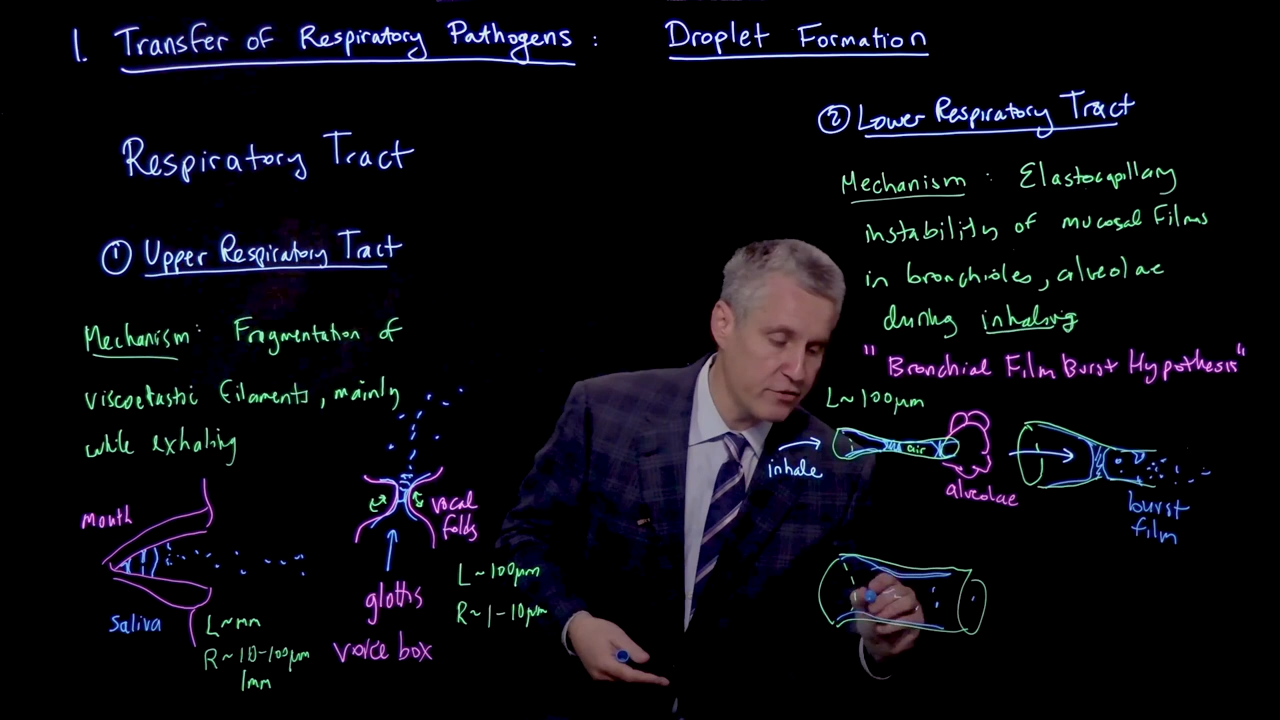 1. Transfer of Respiratory Pathogens : Droplet Formation
Respiratory Tract
① Upper Respiratory Tract
Mechanism: Fragmentation of
viscoelastic filaments, mainly
while exhaling
Mouth
Saliva
L~mm
R~10-100μm
1mm
vocal
folds
gloths
voice box
L~100μm
R~1-10μm
② Lower Respiratory Tract
Mechanism : Elastocapillary
instability of mucosal Films
in bronchioles, alveolae
during inhaling
"Bronchial Film Burst Hypothesis"
L~100μm
inhale
air
alveolae
burst
film